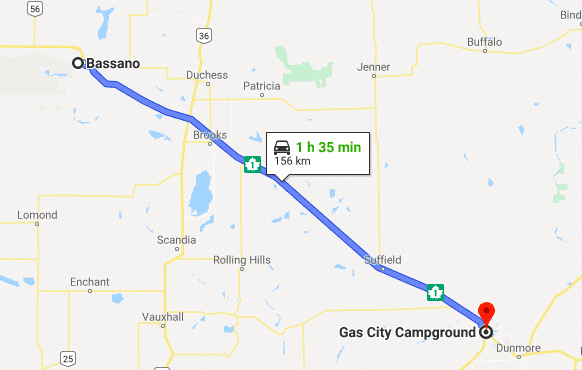 56
Bind
36
Buffalo
Bassano
Jenner
Duchess
Patricia
Brooks
1 h 35 min
156 km
1
Lomond
Scandia
Rolling Hills
Suffield
Enchant
1
Vauxhall
Gas City Campground
Dunmore
25